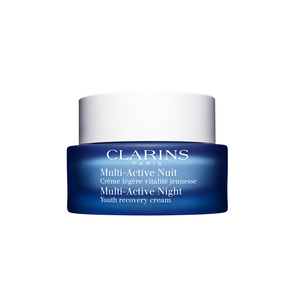 CLARINS
PARIS
Multi-Active Nuit
Crème légère vitalité jeunesse
Multi-Active Night
Youth recovery cream